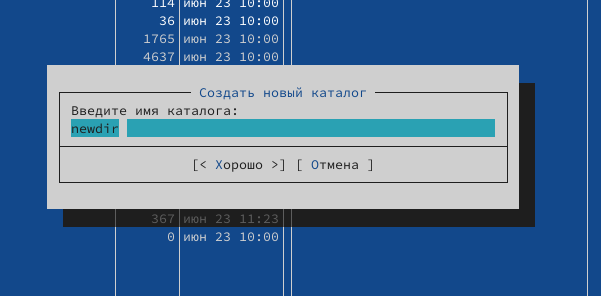 114 июн 23 10:00
36 июн 23 10:00
1765 июн 23 10:00
4637 июн 23 10:00
Создать новый каталог
Введите имя каталога:
newdir
[< Хорошо >] [ Отмена ]
367 июн 23 11:23
0 июн 23 10:00